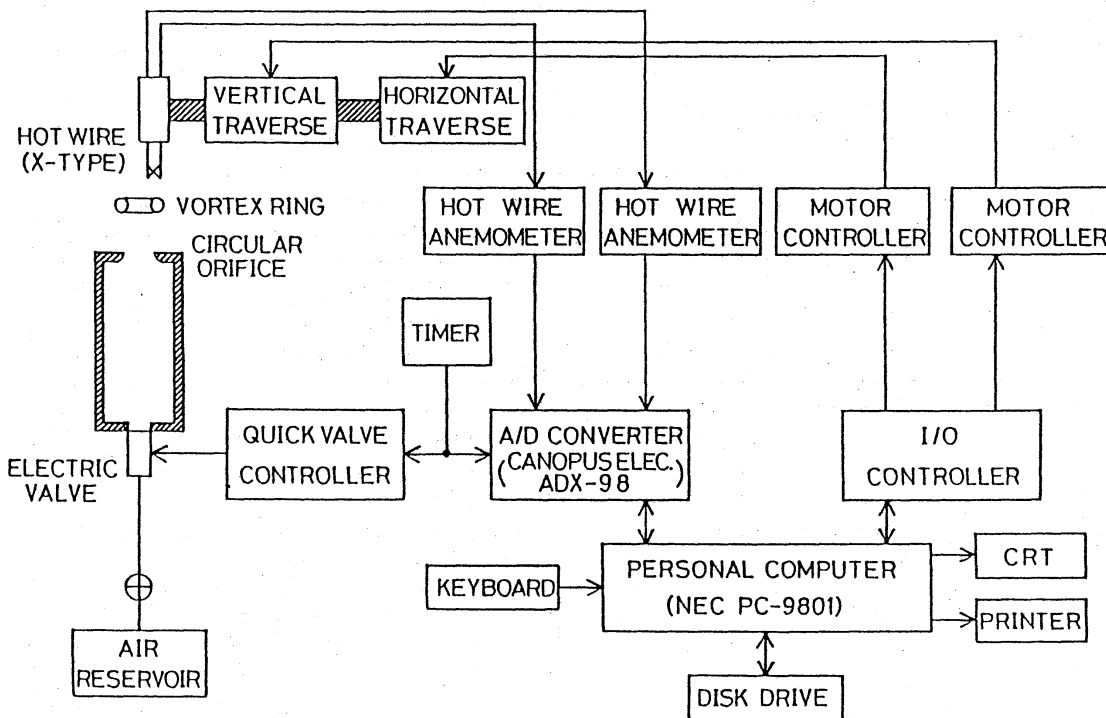 VERTICAL
TRAVERSE
HORIZONTAL
TRAVERSE
HOT WIRE
(X-TYPE)
VORTEX RING
CIRCULAR
ORIFICE
HOT WIRE
ANEMOMETER
HOT WIRE
ANEMOMETER
MOTOR
CONTROLLER
MOTOR
CONTROLLER
TIMER
QUICK VALVE
CONTROLLER
A/D CONVERTER
(CANOPUS ELEC.
ADX-98)
I/O
CONTROLLER
ELECTRIC
VALVE
KEYBOARD
PERSONAL COMPUTER
(NEC PC-9801)
CRT
PRINTER
AIR
RESERVOIR
DISK DRIVE